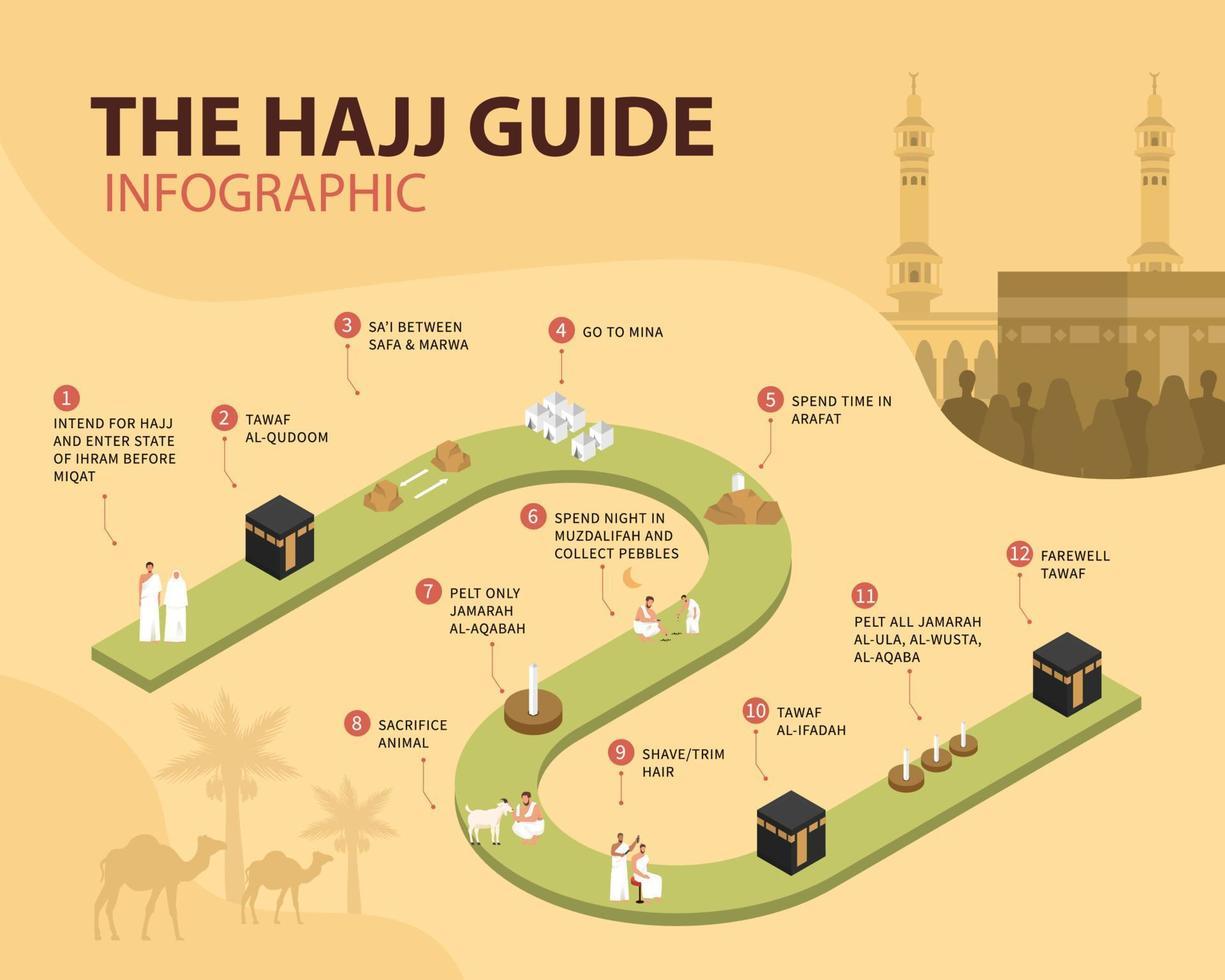 THE HAJJ GUIDE
INFOGRAPHIC
1
INTEND FOR HAJJ
AND ENTER STATE
OF IHRAM BEFORE
MIQAT
2
TAWAF
AL-QUDOOM
3
SA'I BETWEEN
SAFA & MARWA
4
GO TO MINA
5
SPEND TIME IN
ARAFAT
6
SPEND NIGHT IN
MUZDALIFAH AND
COLLECT PEBBLES
7
PELT ONLY
JAMARAH
AL-AQABAH
8
SACRIFICE
ANIMAL
9
SHAVE/TRIM
HAIR
10
TAWAF
AL-IFADAH
11
PELT ALL JAMARAH
AL-ULA, AL-WUSTA,
AL-AQABA
12
FAREWELL
TAWAF